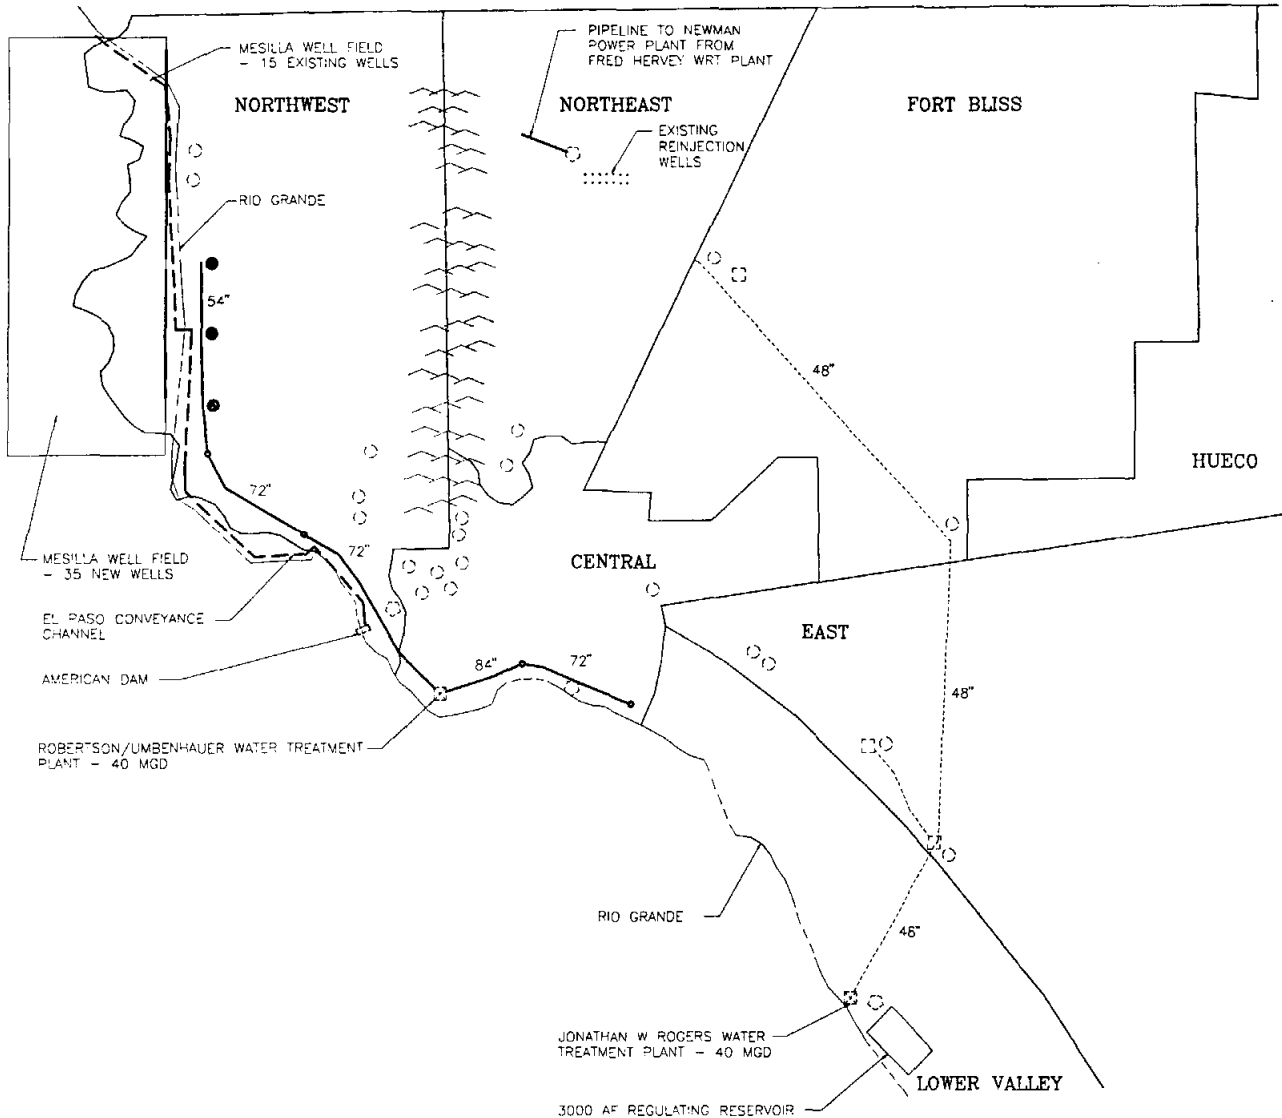 MESILLA WELL FIELD
- 15 EXISTING WELLS
PIPELINE TO NEWMAN
POWER PLANT FROM
FRED HERVEY WRT PLANT
NORTHWEST
NORTHEAST
FORT BLISS
EXISTING
REINJECTION
WELLS
RIO GRANDE
54"
48"
HUECO
72"
72"
MESILLA WELL FIELD
- 35 NEW WELLS
CENTRAL
EL PASO CONVEYANCE
CHANNEL
EAST
AMERICAN DAM
84"
72"
48"
ROBERTSON/UMBENHAUER WATER TREATMENT
PLANT - 40 MGD
RIO GRANDE
48"
JONATHAN W ROGERS WATER
TREATMENT PLANT - 40 MGD
LOWER VALLEY
3000 AF REGULATING RESERVOIR